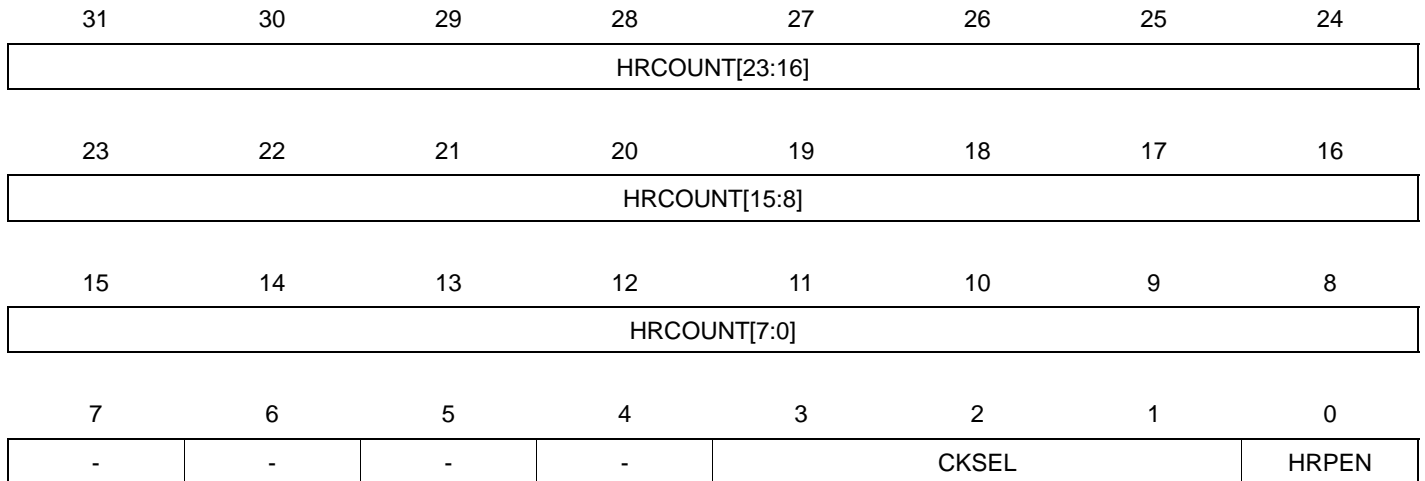 31 30 29 28 27 26 25 24
HRCOUNT[23:16]
23 22 21 20 19 18 17 16
HRCOUNT[15:8]
15 14 13 12 11 10 9 8
HRCOUNT[7:0]
7 6 5 4 3 2 1 0
- - - - CKSEL HRPEN